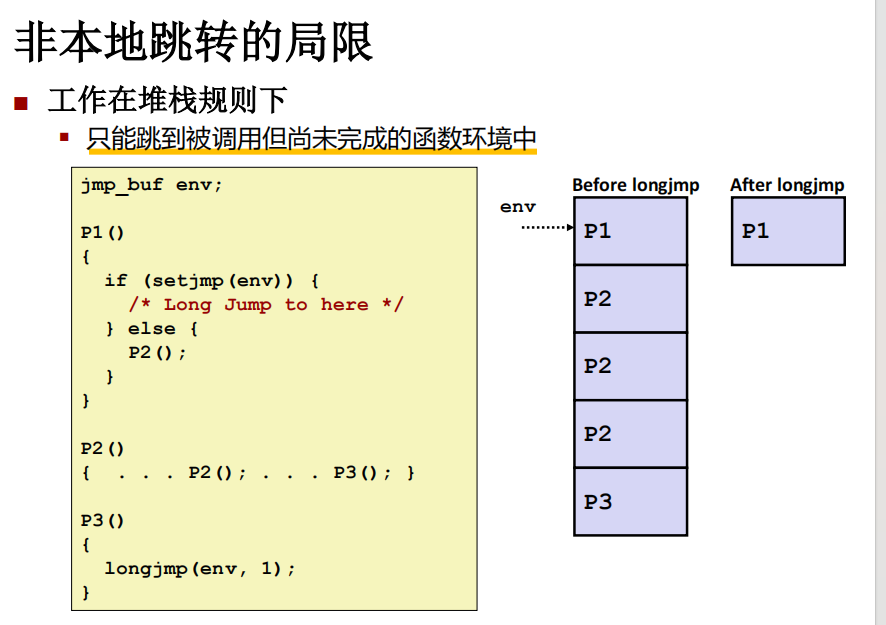 非本地跳转的局限
工作在堆栈规则下
只能跳到被调用但尚未完成的函数环境中
jmp_buf env;
P1()
{
  if (setjmp(env)) {
    /* Long Jump to here */
  } else {
    P2();
  }
}
P2()
{  . . . P2(); . . . P3(); }
P3()
{
  longjmp(env, 1);
}
env
Before longjmp
P1
P2
P2
P2
P3
After longjmp
P1